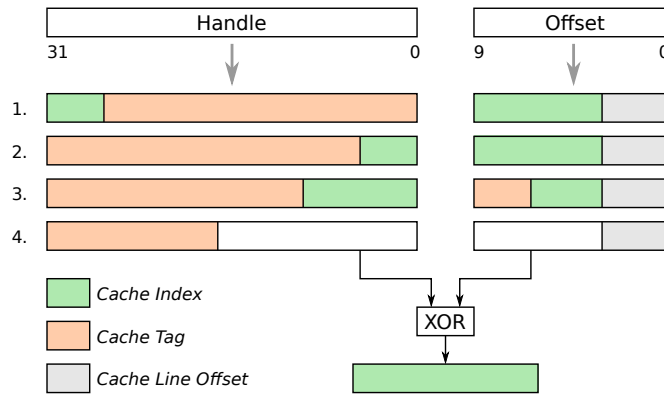 Handle Offset
31 0 9 0
1.
2.
3.
4.
Cache Index
Cache Tag
Cache Line Offset
XOR